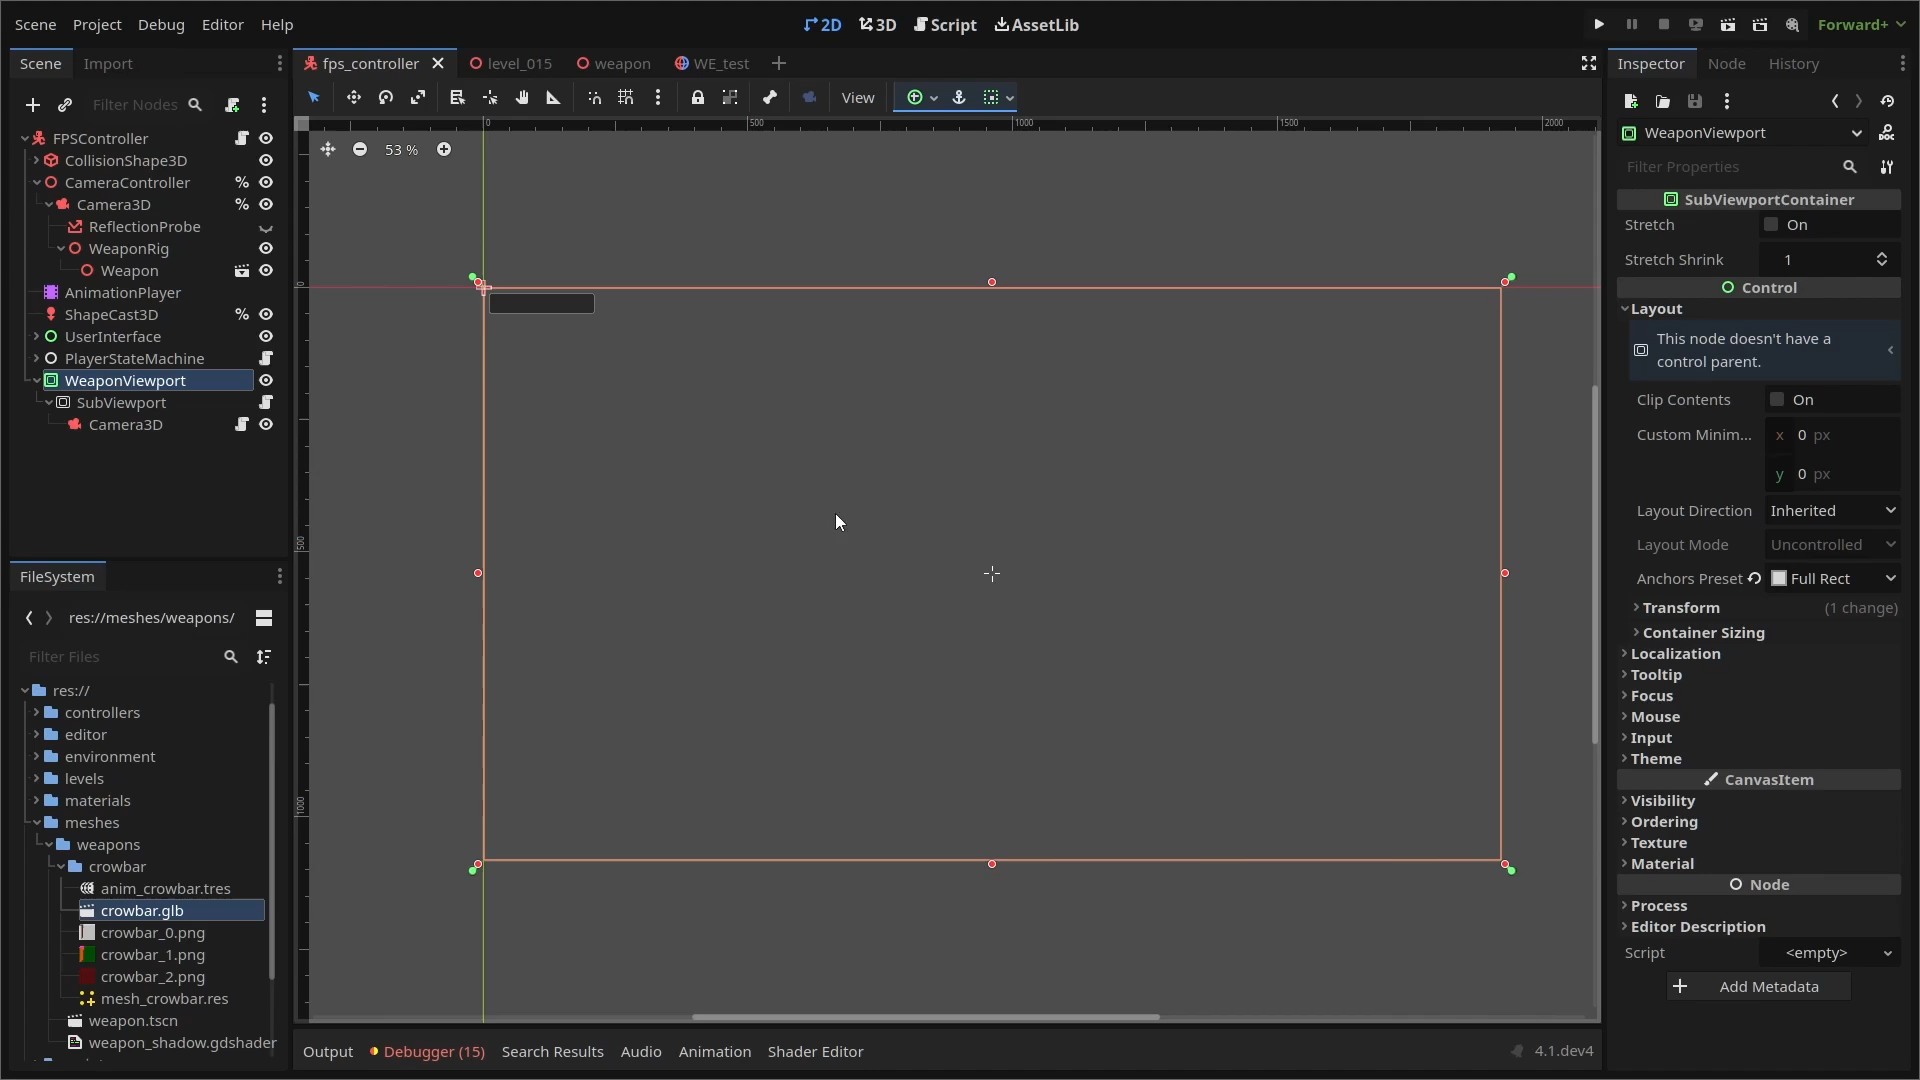 Scene Project Debug Editor Help
2D 3D Script AssetLib
Forward+
Scene Import
Filter Nodes
FPSController
CollisionShape3D
CameraController
%
Camera3D
%
ReflectionProbe
WeaponRig
Weapon
AnimationPlayer
ShapeCast3D
%
UserInterface
PlayerStateMachine
WeaponViewport
SubViewport
Camera3D
FileSystem
res://meshes/weapons/
Filter Files
res://
controllers
editor
environment
levels
materials
meshes
weapons
crowbar
anim_crowbar.tres
crowbar.glb
crowbar_0.png
crowbar_1.png
crowbar_2.png
mesh_crowbar.res
weapon.tscn
weapon_shadow.gdshader
fps_controller level_015 weapon WE_test
View
0 500 1000 1500 2000
53 %
0
500
1000
Output Debugger (15) Search Results Audio Animation Shader Editor
4.1.dev4
Inspector Node History
WeaponViewport
DOC
Filter Properties
SubViewportContainer
Stretch On
Stretch Shrink 1
Control
Layout
This node doesn't have a
control parent.
Clip Contents On
Custom Minim... x 0 px
y 0 px
Layout Direction Inherited
Layout Mode Uncontrolled
Anchors Preset Full Rect
Transform (1 change)
Container Sizing
Localization
Tooltip
Focus
Mouse
Input
Theme
CanvasItem
Visibility
Ordering
Texture
Material
Node
Process
Editor Description
Script <empty>
Add Metadata